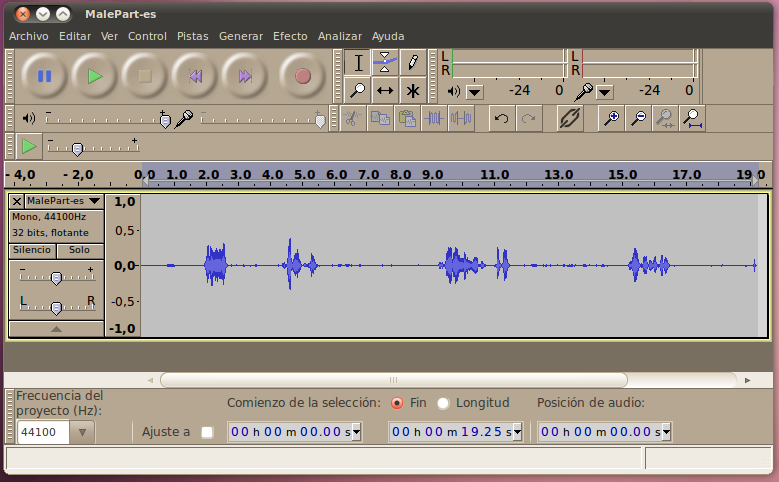 MalePart-es
Archivo Editar Ver Control Pistas Generar Efecto Analizar Ayuda
L
R
-24 0
L
R
-24 0
- +
- +
- +
- 4,0 - 2,0 0,0 1.0 2.0 3.0 4.0 5.0 6.0 7.0 8.0 9.0 11.0 13.0 15.0 17.0 19.0
MalePart-es
Mono, 44100Hz
32 bits, flotante
Silencio Solo
- +
L R
1,0
0,5-
0,0-
-0,5-
-1,0
Frecuencia del
proyecto (Hz):
Comienzo de la selección: Fin Longitud Posición de audio:
44100 Ajuste a 00 h 00 m 00.00 s 00 h 00 m 19.25 s 00 h 00 m 00.00 s